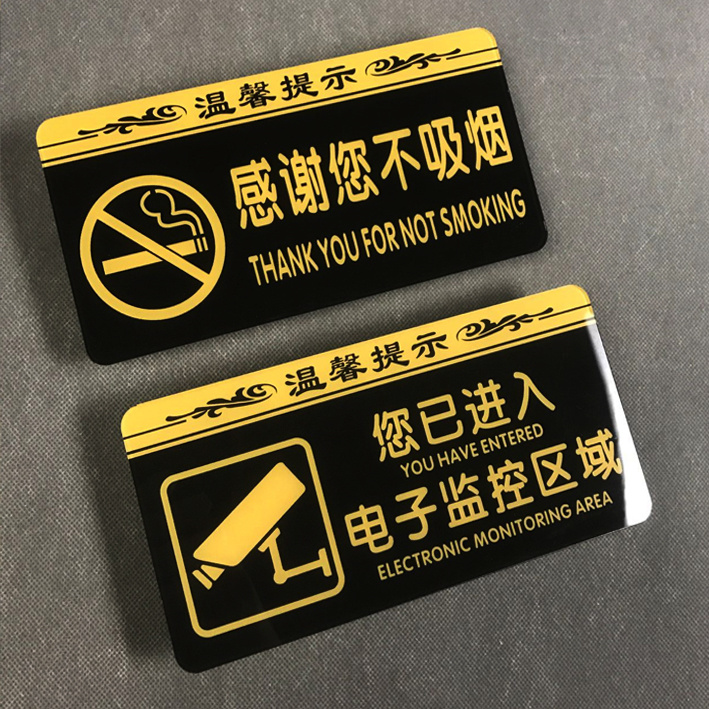 温馨提示
感谢您不吸烟
THANK YOU FOR NOT SMOKING
温馨提示
您已进入
YOU HAVE ENTERED
电子监控区域
ELECTRONIC MONITORING AREA